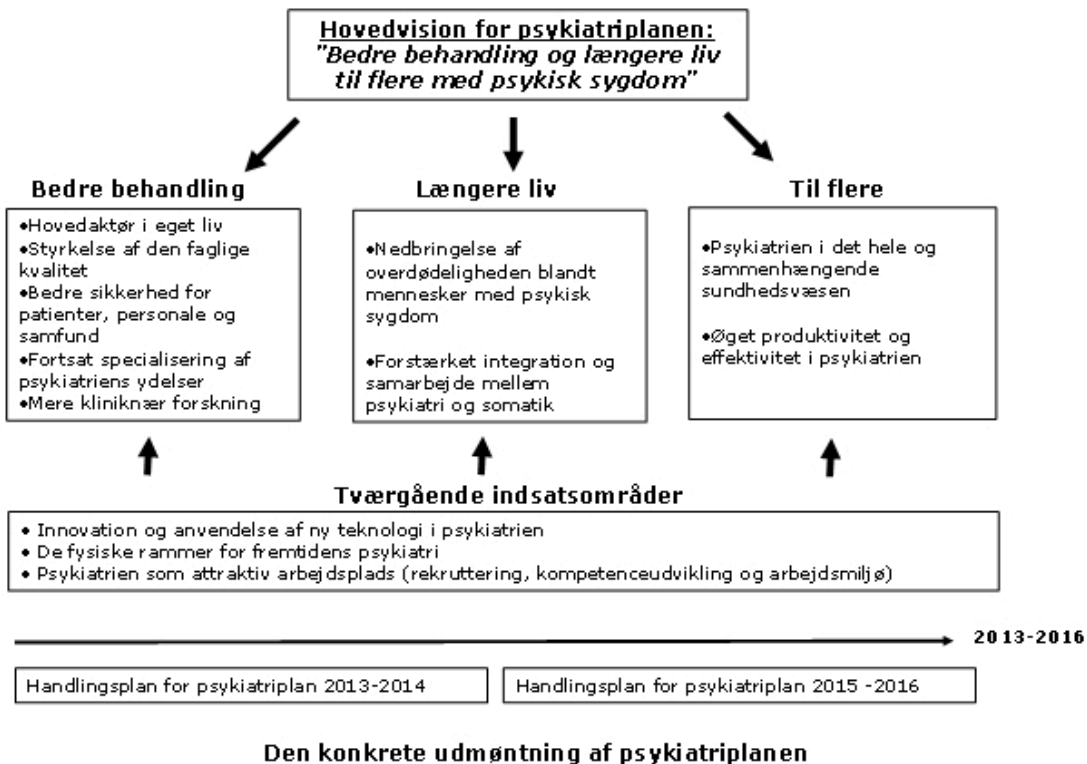 Hovedvision for psykiatriplanen:
"Bedre behandling og længere liv
til flere med psykisk sygdom"
Bedre behandling
•Hovedaktør i eget liv
•Styrkelse af den faglige
kvalitet
•Bedre sikkerhed for
patienter, personale og
samfund
•Fortsat specialisering af
psykiatriens ydelser
•Mere kliniknær forskning
Længere liv
•Nedbringelse af
overdødeligheden blandt
mennesker med psykisk
sygdom
•Forstærket integration og
samarbejde mellem
psykiatri og somatik
Til flere
•Psykiatrien i det hele og
sammenhængende
sundhedsvæsen
•Øget produktivitet og
effektivitet i psykiatrien
Tværgående indsatsområder
• Innovation og anvendelse af ny teknologi i psykiatrien
• De fysiske rammer for fremtidens psykiatri
• Psykiatrien som attraktiv arbejdsplads (rekruttering, kompetenceudvikling og arbejdsmiljø)
2013-2016
Handlingsplan for psykiatriplan 2013-2014
Handlingsplan for psykiatriplan 2015 -2016
Den konkrete udmøntning af psykiatriplanen